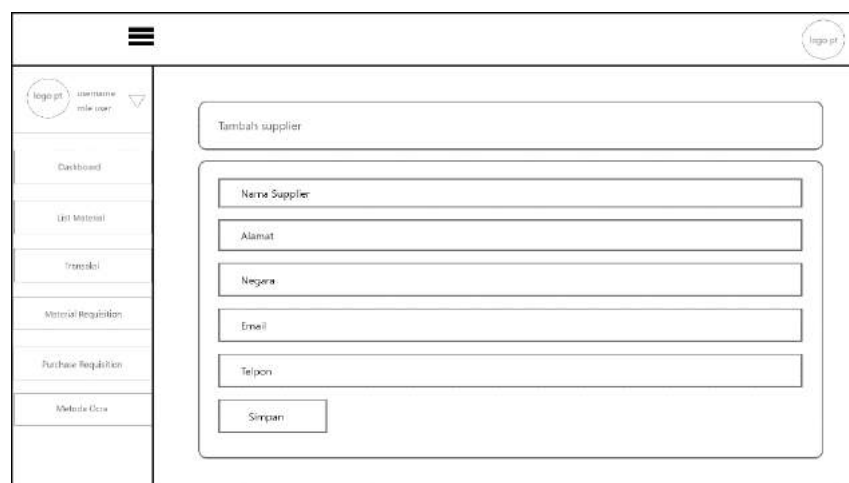 logo pt
logo pt
username
role user
Tambah supplier
Dashboard
Nama Supplier
List Material
Alamat
Transaksi
Negara
Material Requisition
Email
Purchase Requisition
Telpon
Simpan